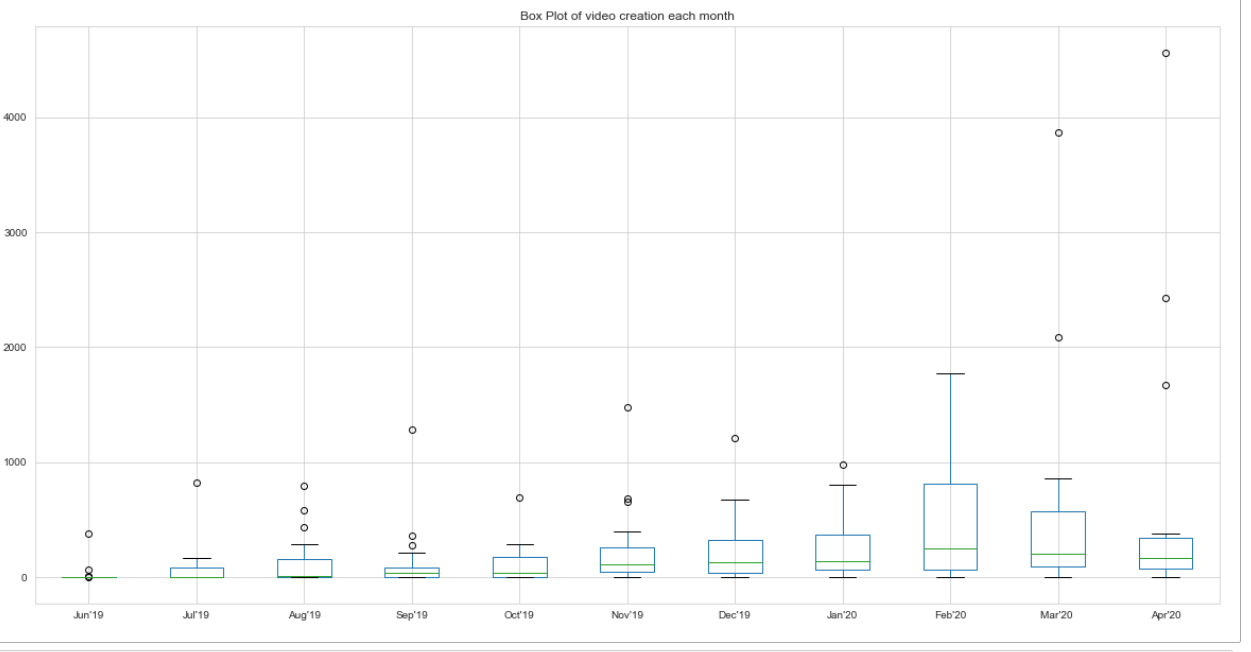 Box Plot of video creation each month
4000
3000
2000
1000
0
Jun'19 Jul'19 Aug'19 Sep'19 Oct'19 Nov'19 Dec'19 Jan'20 Feb'20 Mar'20 Apr'20